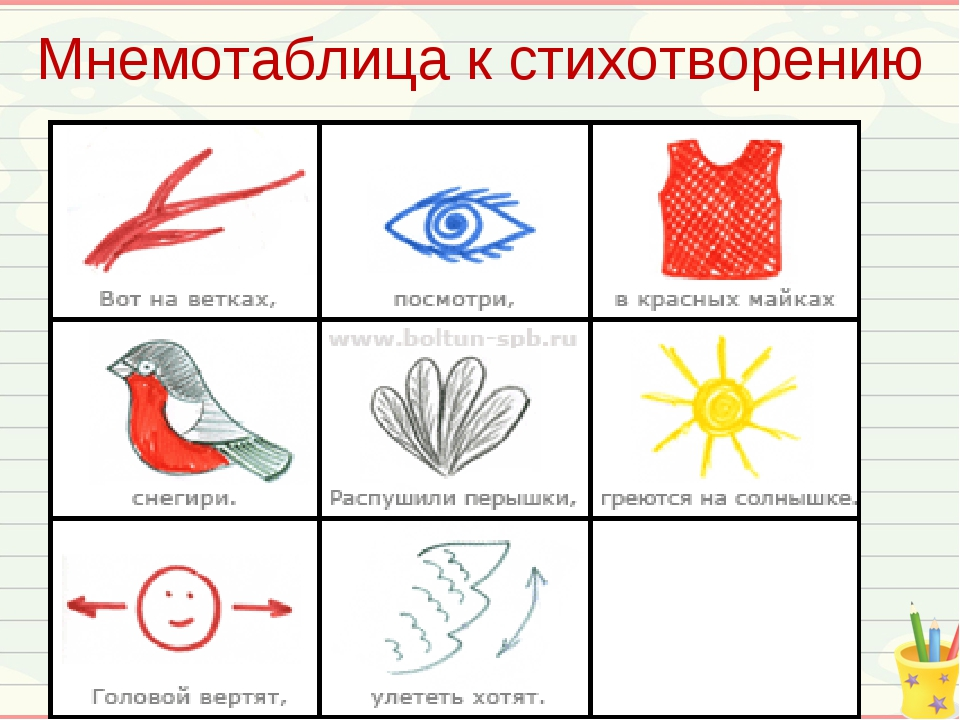 Мнемотаблица к стихотворению
Вот на ветках,
посмотри,
в красных майках
www.boltun-spb.ru
снегири.
Распушили перышки,
греются на солнышке.
Головой вертят,
улететь хотят.